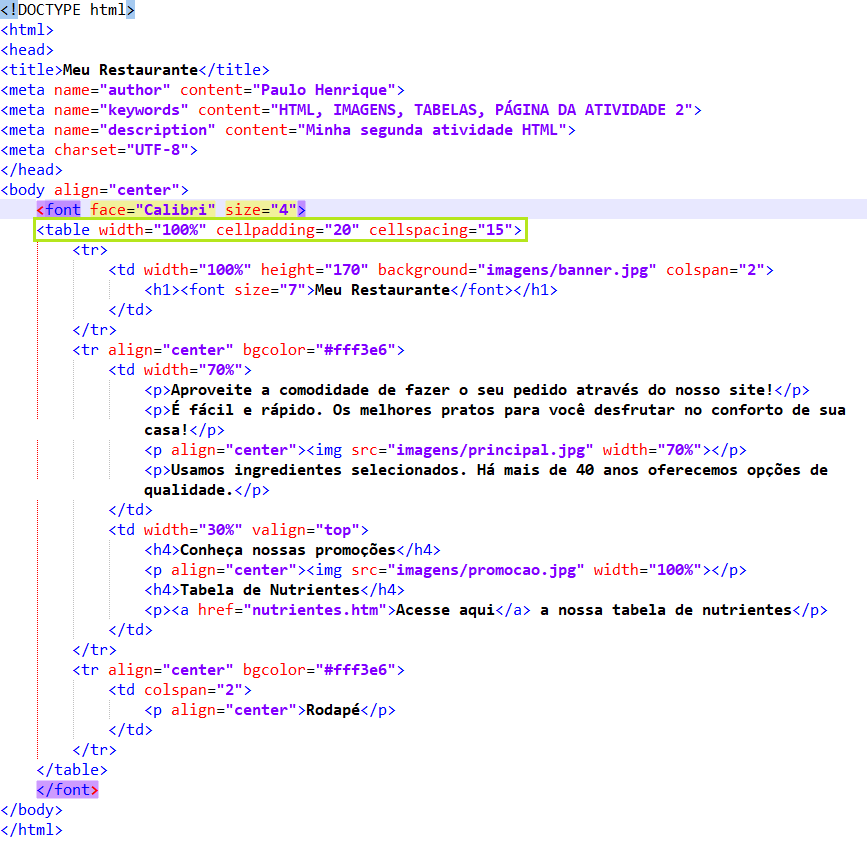 <!DOCTYPE html>
<html>
<head>
<title>Meu Restaurante</title>
<meta name="author" content="Paulo Henrique">
<meta name="keywords" content="HTML, IMAGENS, TABELAS, PÁGINA DA ATIVIDADE 2">
<meta name="description" content="Minha segunda atividade HTML">
<meta charset="UTF-8">
</head>
<body align="center">
<font face="Calibri" size="4">
<table width="100%" cellpadding="20" cellspacing="15">
<tr>
<td width="100%" height="170" background="imagens/banner.jpg" colspan="2">
<h1><font size="7">Meu Restaurante</font></h1>
</td>
</tr>
<tr align="center" bgcolor="#fff3e6">
<td width="70%">
<p>Aproveite a comodidade de fazer o seu pedido através do nosso site!</p>
<p>É fácil e rápido. Os melhores pratos para você desfrutar no conforto de sua
casa!</p>
<p align="center"><img src="imagens/principal.jpg" width="70%"></p>
<p>Usamos ingredientes selecionados. Há mais de 40 anos oferecemos opções de
qualidade.</p>
</td>
<td width="30%" valign="top">
<h4>Conheça nossas promoções</h4>
<p align="center"><img src="imagens/promocao.jpg" width="100%"></p>
<h4>Tabela de Nutrientes</h4>
<p><a href="nutrientes.htm">Acesse aqui</a> a nossa tabela de nutrientes</p>
</td>
</tr>
<tr align="center" bgcolor="#fff3e6">
<td colspan="2">
<p align="center">Rodapé</p>
</td>
</tr>
</table>
</font>
</body>
</html>